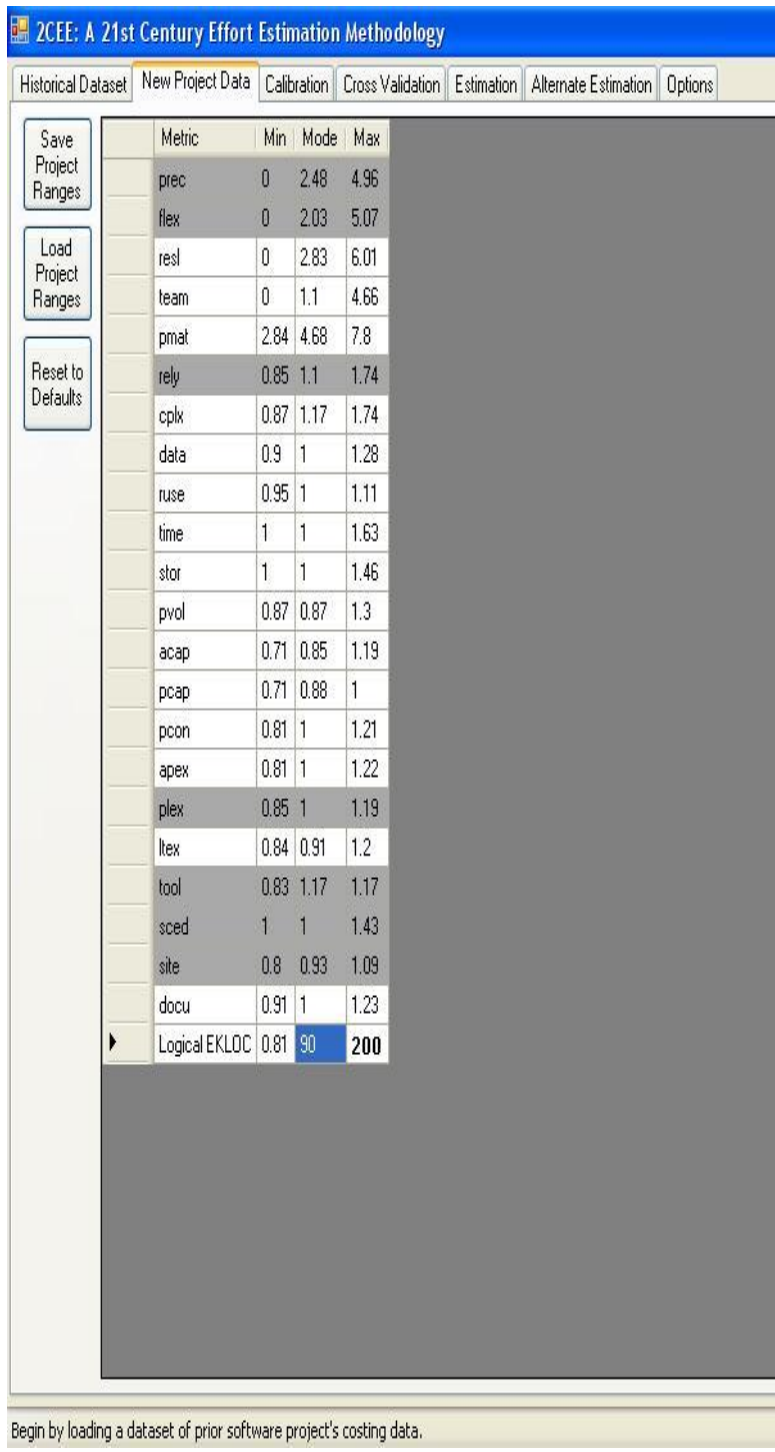 2CEE: A 21st Century Effort Estimation Methodology
Historical Dataset New Project Data Calibration Cross Validation Estimation Alternate Estimation Options
Save
Project
Ranges
Load
Project
Ranges
Reset to
Defaults
Metric Min Mode Max
prec 0 2.48 4.96
flex 0 2.03 5.07
resl 0 2.83 6.01
team 0 1.1 4.66
pmat 2.84 4.68 7.8
rely 0.85 1.1 1.74
cplx 0.87 1.17 1.74
data 0.9 1 1.28
ruse 0.95 1 1.11
time 1 1 1.63
stor 1 1 1.46
pvol 0.87 0.87 1.3
acap 0.71 0.85 1.19
pcap 0.71 0.88 1
pcon 0.81 1 1.21
apex 0.81 1 1.22
plex 0.85 1 1.19
ltex 0.84 0.91 1.2
tool 0.83 1.17 1.17
sced 1 1 1.43
site 0.8 0.93 1.09
docu 0.91 1 1.23
Logical EKLOC 0.81 90 200
Begin by loading a dataset of prior software project's costing data.